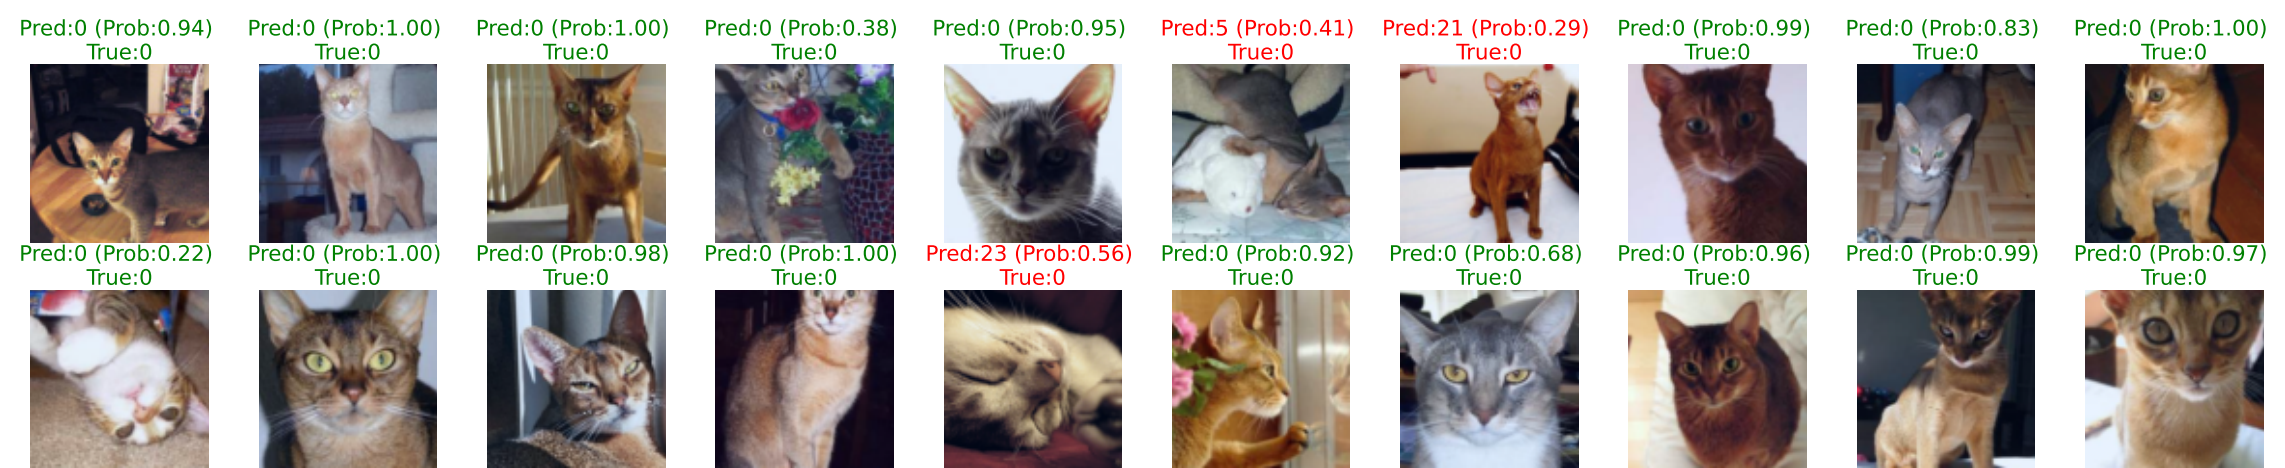 Pred:0 (Prob:0.94) Pred:0 (Prob:1.00) Pred:0 (Prob:1.00) Pred:0 (Prob:0.38) Pred:0 (Prob:0.95) Pred:5 (Prob:0.41) Pred:21 (Prob:0.29) Pred:0 (Prob:0.99) Pred:0 (Prob:0.83) Pred:0 (Prob:1.00)
True:0 True:0 True:0 True:0 True:0 True:0 True:0 True:0 True:0 True:0
Pred:0 (Prob:0.22) Pred:0 (Prob:1.00) Pred:0 (Prob:0.98) Pred:0 (Prob:1.00) Pred:23 (Prob:0.56) Pred:0 (Prob:0.92) Pred:0 (Prob:0.68) Pred:0 (Prob:0.96) Pred:0 (Prob:0.99) Pred:0 (Prob:0.97)
True:0 True:0 True:0 True:0 True:0 True:0 True:0 True:0 True:0 True:0